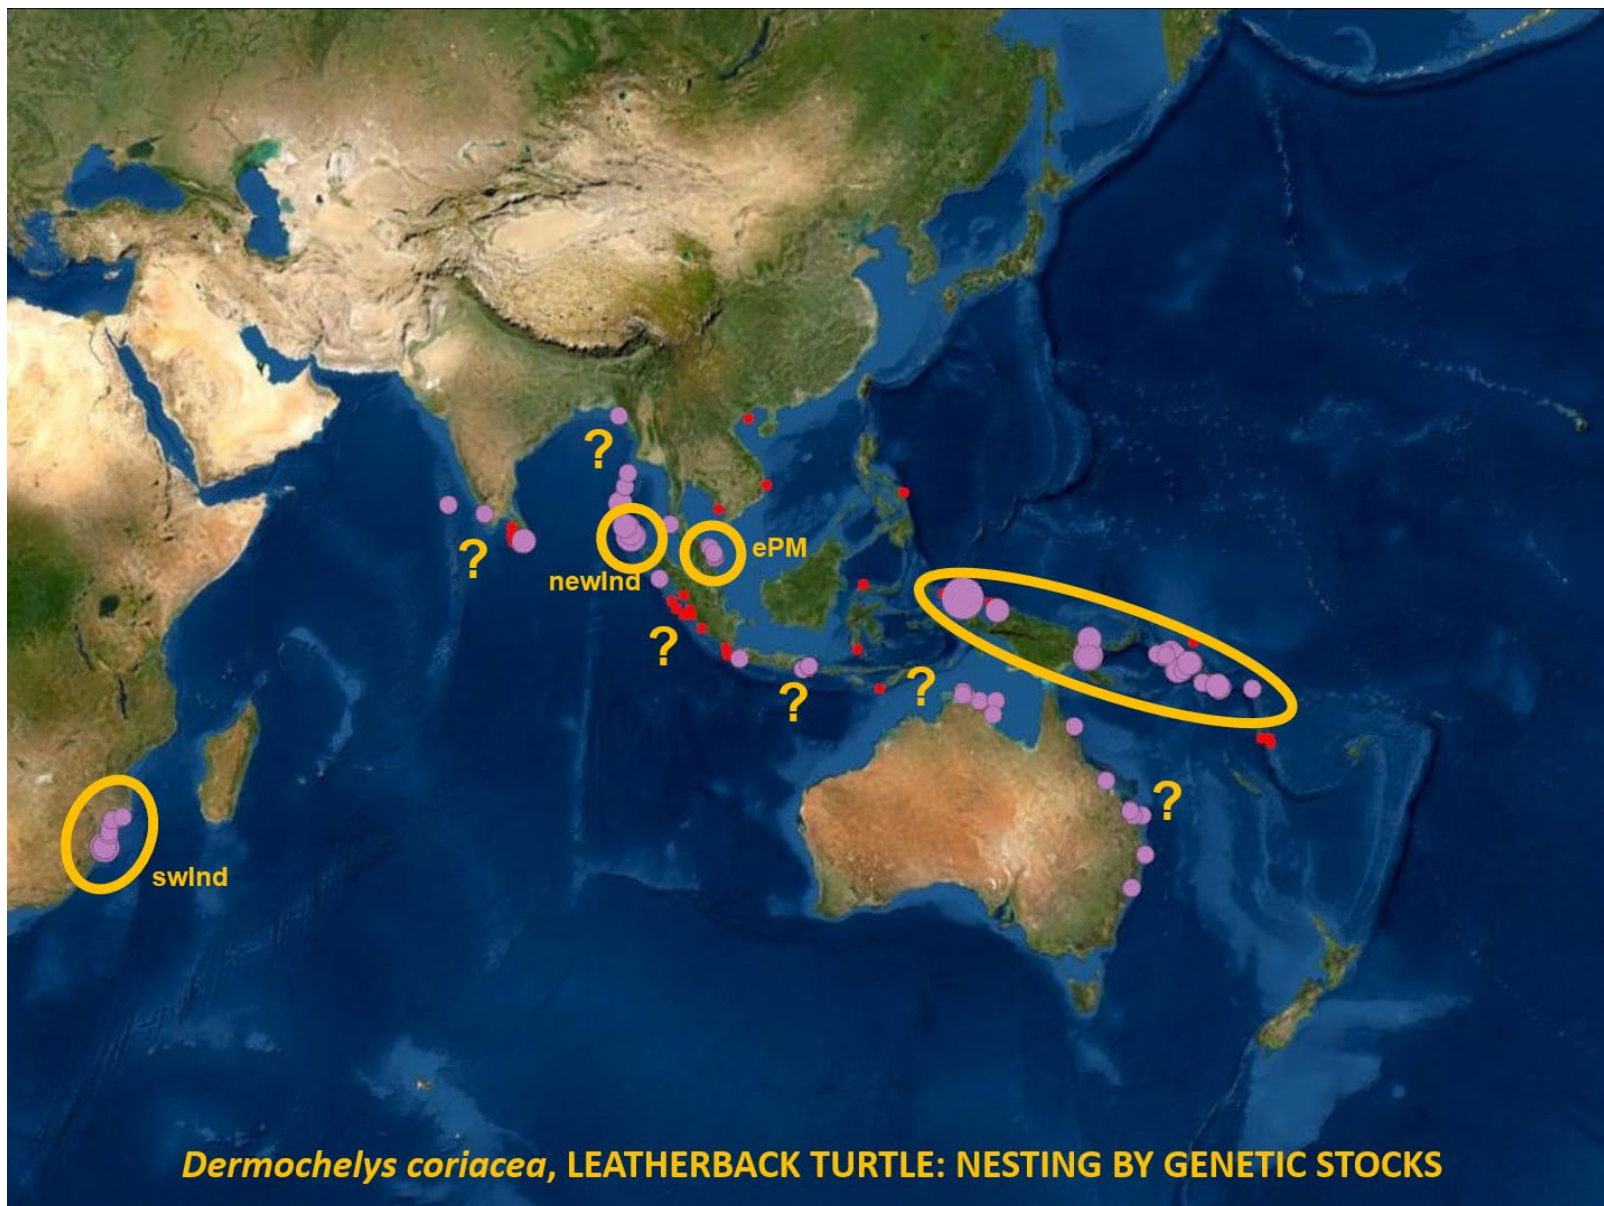 ?
?
ePM
newInd
?
?
?
?
swInd
Dermochelys coriacea, LEATHERBACK TURTLE: NESTING BY GENETIC STOCKS